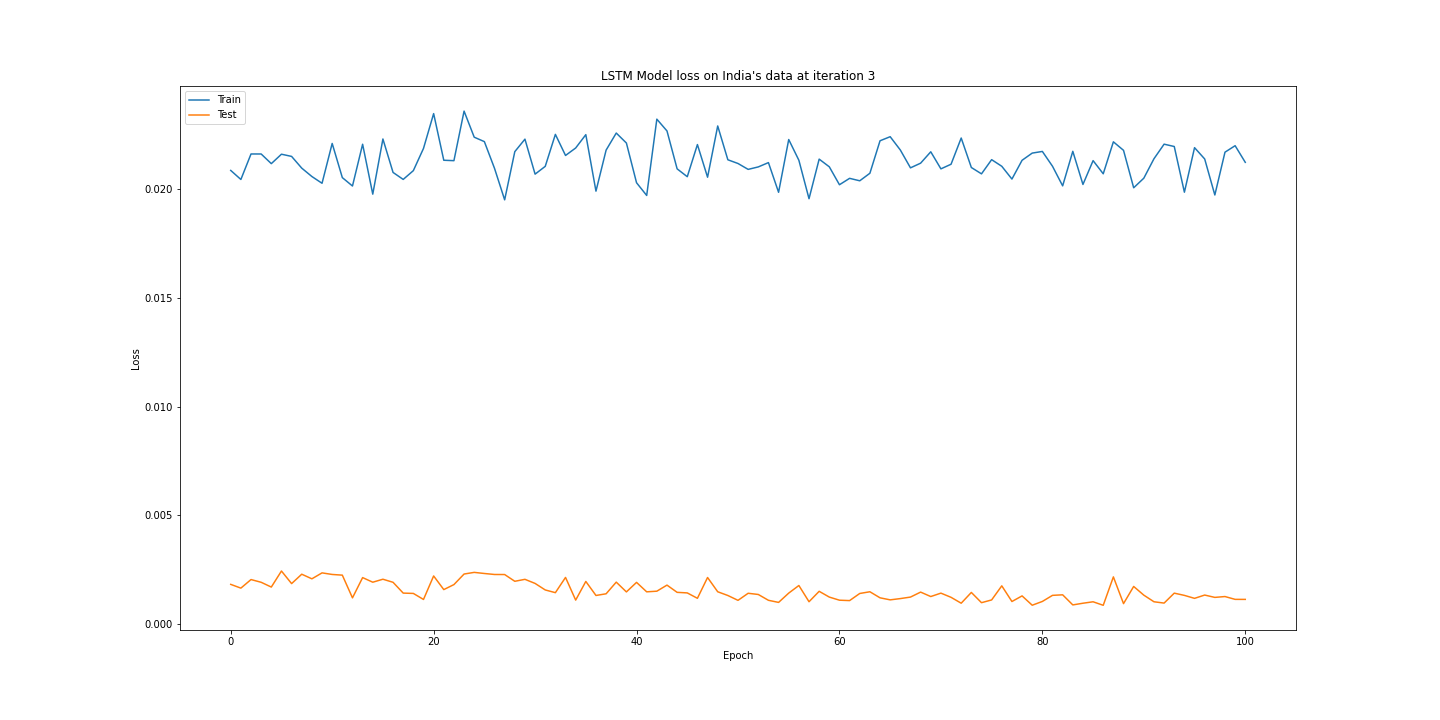 LSTM Model loss on India's data at iteration 3
Train
Test
0.020
0.015
0.010
0.005
0.000
Loss
0 20 40 60 80 100
Epoch